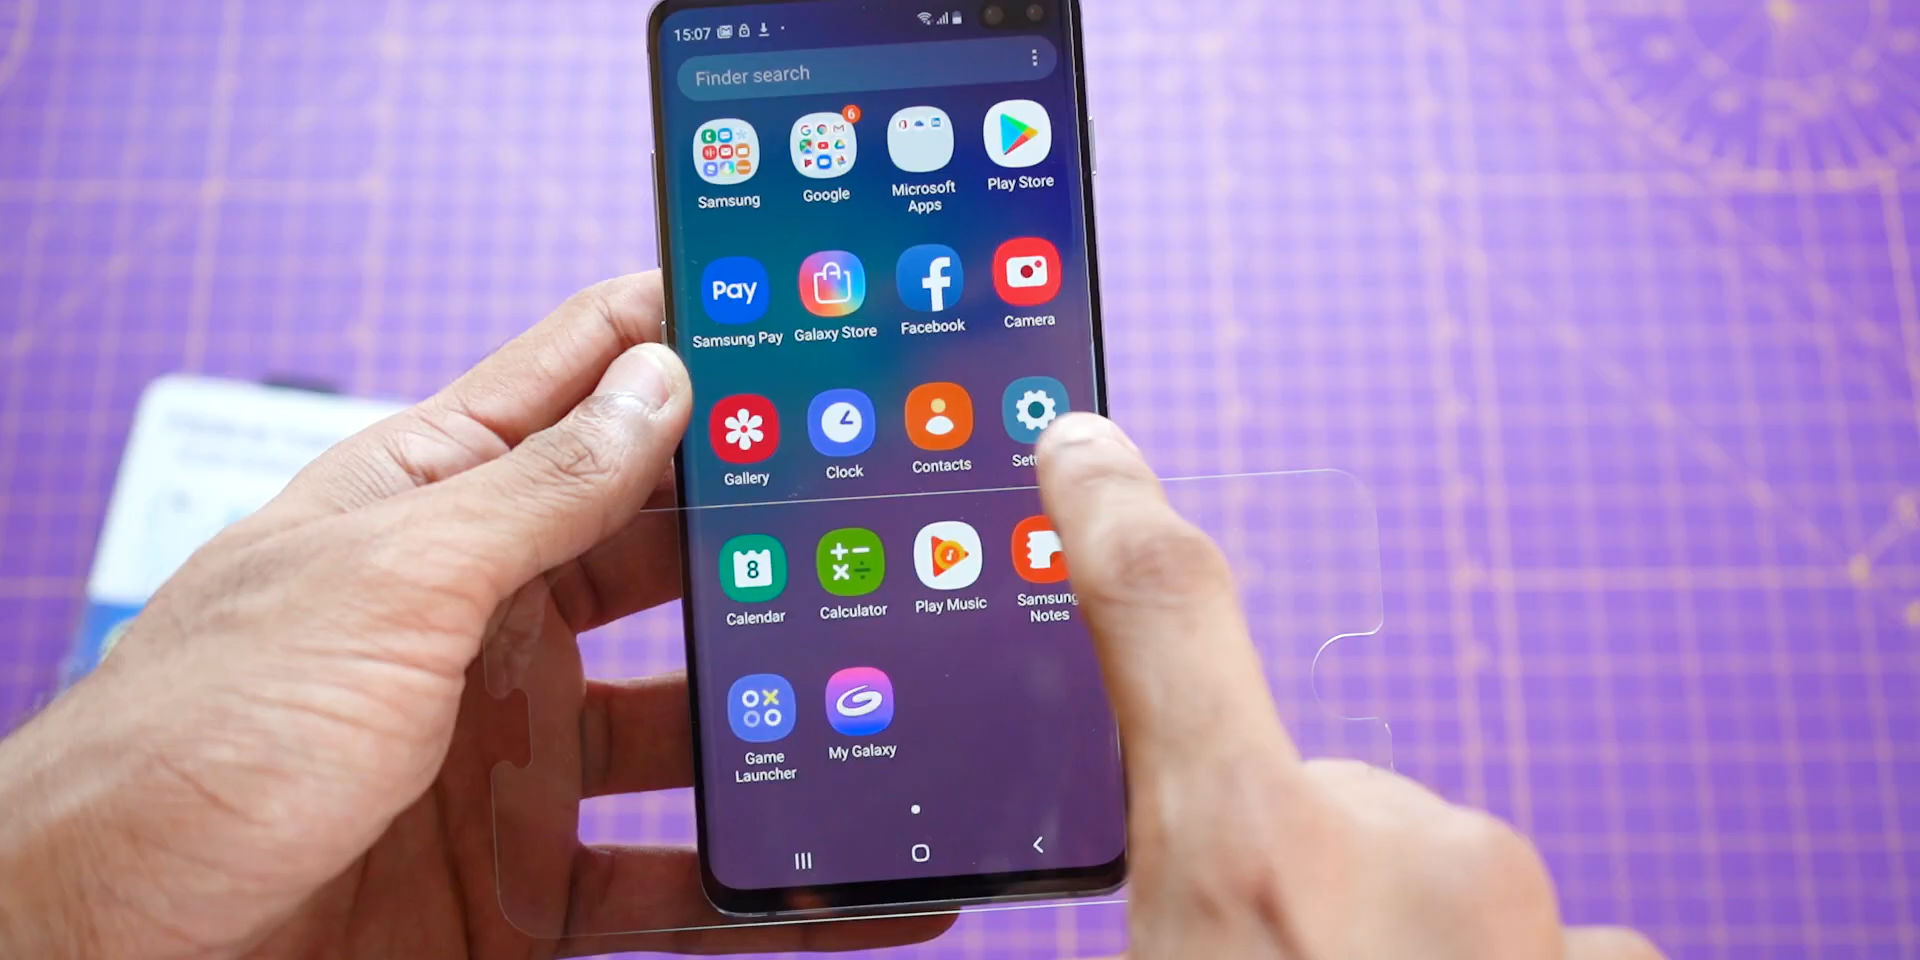 15:07
Finder search
6
Samsung
Google
Microsoft
Apps
Play Store
Pay
Samsung Pay
Galaxy Store
Facebook
Camera
Gallery
Clock
Contacts
8
Calendar
Calculator
Play Music
Samsung
Notes
Game
Launcher
My Galaxy